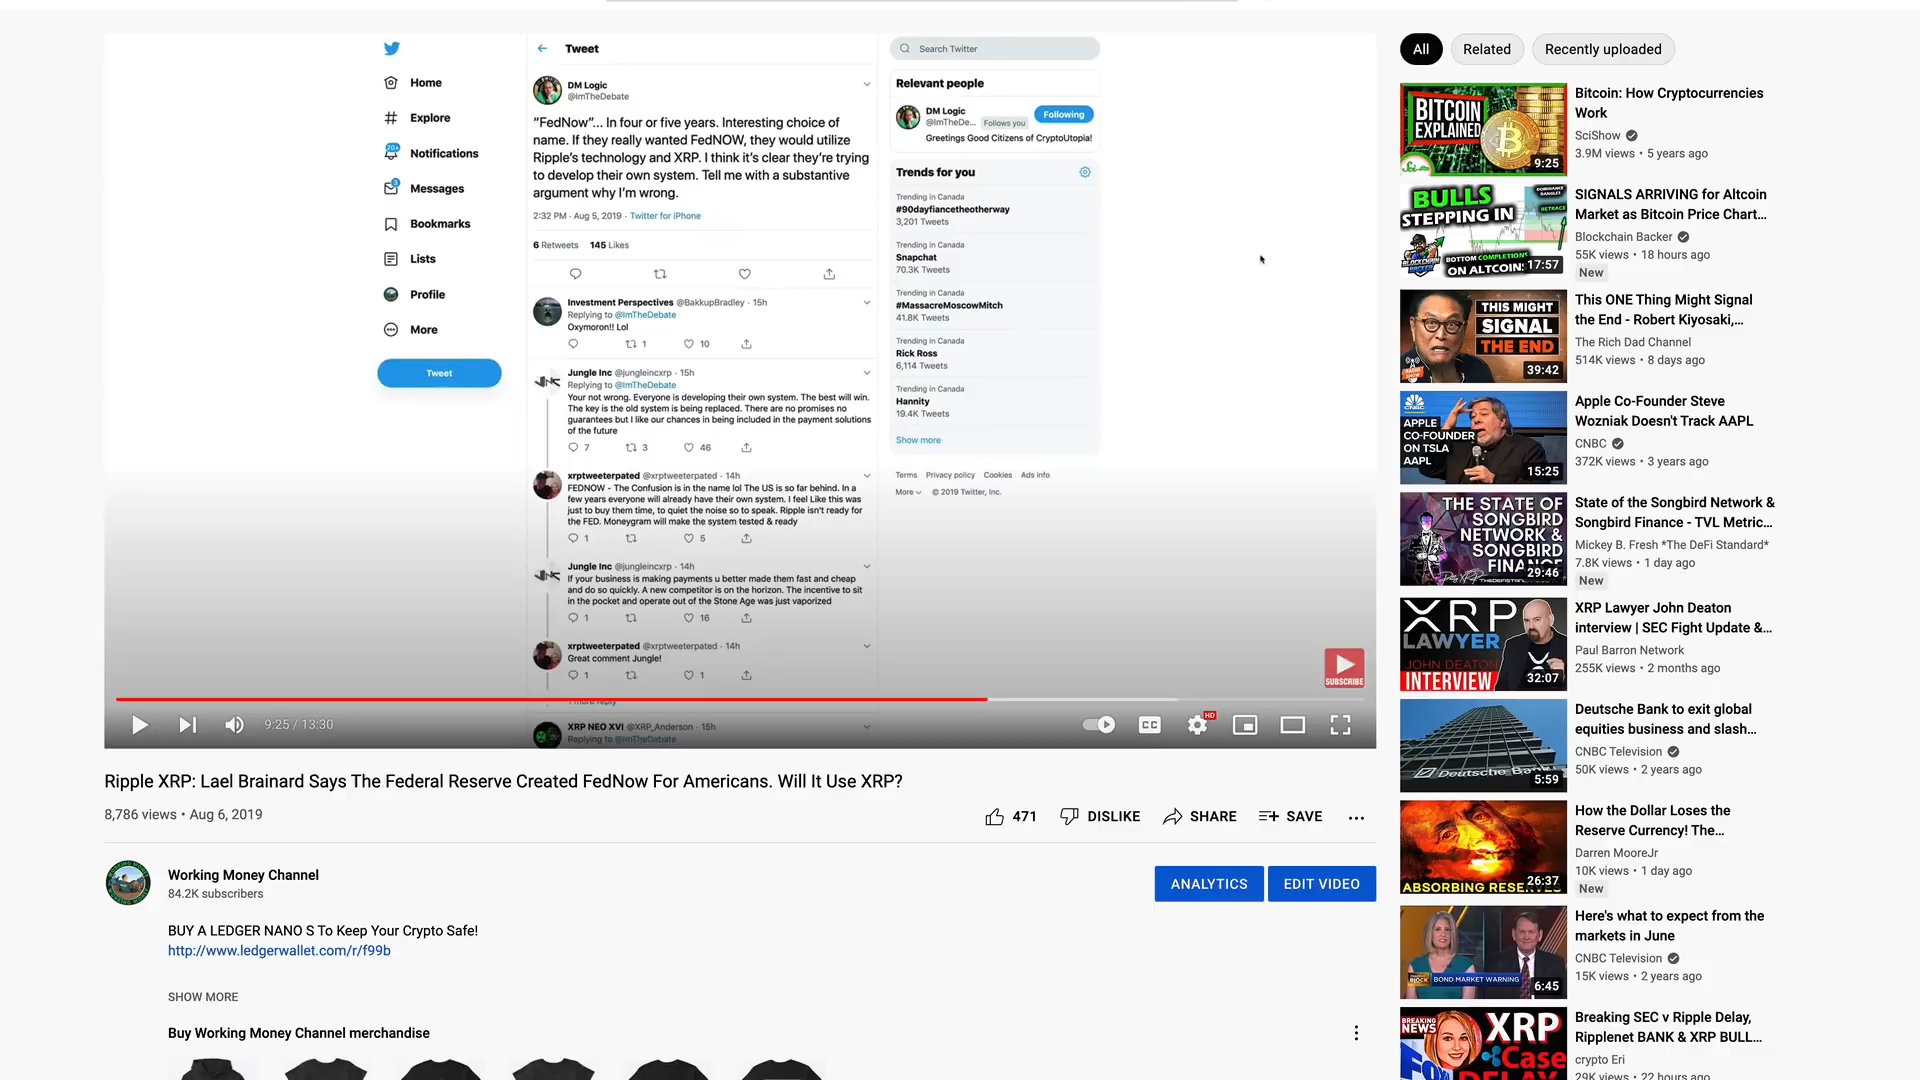 Tweet
Search Twitter
Home
Explore
20+
Notifications
3
Messages
Bookmarks
Lists
Profile
More
Tweet
DM Logic
@ImTheDebate
"FedNow"... In four or five years. Interesting choice of
name. If they really wanted FedNOW, they would utilize
Ripple's technology and XRP. I think it's clear they're trying
to develop their own system. Tell me with a substantive
argument why I'm wrong.
2:32 PM · Aug 5, 2019 · Twitter for iPhone
6 Retweets 145 Likes
Investment Perspectives @BakkupBradley · 15h
Replying to @ImTheDebate
Oxymoron!! Lol
1 10
Jungle Inc @jungleincxrp · 15h
Replying to @ImTheDebate
Your not wrong. Everyone is developing their own system. The best will win.
The key is the old system is being replaced. There are no promises no
guarantees but I like our chances in being included in the payment solutions
of the future
7 3 46
xrptweeterpated @xrptweeterpated · 14h
FEDNOW - The Confusion is in the name lol The US is so far behind. In a
few years everyone will already have their own system. I feel Like this was
just to buy them time, to quiet the noise so to speak. Ripple isn't ready for
the FED. Moneygram will make the system tested & ready
1 5
Jungle Inc @jungleincxrp · 14h
If your business is making payments u better made them fast and cheap
and do so quickly. A new competitor is on the horizon. The incentive to sit
in the pocket and operate out of the Stone Age was just vaporized
1 16
xrptweeterpated @xrptweeterpated · 14h
Great comment Jungle!
1 1
1 more reply
XRP NEO XVI @XRP_Anderson · 15h
Replying to @ImTheDebate
Relevant people
DM Logic
@ImTheDe... Follows you
Following
Greetings Good Citizens of CryptoUtopia!
Trends for you
Trending in Canada
#90dayfiancetheotherway
3,201 Tweets
Trending in Canada
Snapchat
70.3K Tweets
Trending in Canada
#MassacreMoscowMitch
41.8K Tweets
Trending in Canada
Rick Ross
6,114 Tweets
Trending in Canada
Hannity
19.4K Tweets
Show more
Terms Privacy policy Cookies Ads info
More © 2019 Twitter, Inc.
SUBSCRIBE
9:25 / 13:30
CC
HD
Ripple XRP: Lael Brainard Says The Federal Reserve Created FedNow For Americans. Will It Use XRP?
8,786 views • Aug 6, 2019
471 DISLIKE SHARE SAVE
Working Money Channel
84.2K subscribers
ANALYTICS
EDIT VIDEO
BUY A LEDGER NANO S To Keep Your Crypto Safe!
http://www.ledgerwallet.com/r/f99b
SHOW MORE
Buy Working Money Channel merchandise
All Related Recently uploaded
BITCOIN
EXPLAINED
Sci
9:25
Bitcoin: How Cryptocurrencies
Work
SciShow
3.9M views • 5 years ago
BULLS
STEPPING IN
RETRACE
BLOCKCHAIN
BACKER
BOTTOM COMPLETIONS
ON ALTCOINS
17:57
SIGNALS ARRIVING for Altcoin
Market as Bitcoin Price Chart...
Blockchain Backer
55K views • 18 hours ago
New
THIS MIGHT
SIGNAL
THE END
RADIO
SHOW
39:42
This ONE Thing Might Signal
the End - Robert Kiyosaki,...
The Rich Dad Channel
514K views • 8 days ago
CNBC
APPLE
CO-FOUNDER
ON TSLA
AAPL
15:25
Apple Co-Founder Steve
Wozniak Doesn't Track AAPL
CNBC
372K views • 3 years ago
THE STATE OF
SONGBIRD
NETWORK &
SONGBIRD
FINANCE
29:46
State of the Songbird Network &
Songbird Finance - TVL Metric...
Mickey B. Fresh *The DeFi Standard*
7.8K views • 1 day ago
New
XRP
LAWYER
JOHN DEATON
INTERVIEW
32:07
XRP Lawyer John Deaton
interview | SEC Fight Update &...
Paul Barron Network
255K views • 2 months ago
Deutsche Bank
5:59
Deutsche Bank to exit global
equities business and slash...
CNBC Television
50K views • 2 years ago
ABSORBING RESERVES
26:37
How the Dollar Loses the
Reserve Currency! The...
Darren MooreJr
10K views • 1 day ago
New
BOND MARKET WARNING
6:45
Here's what to expect from the
markets in June
CNBC Television
15K views • 2 years ago
BREAKING
NEWS
XRP
Case
DELAY
Breaking SEC v Ripple Delay,
Ripplenet BANK & XRP BULL...
crypto Eri
29K views • 22 hours ago